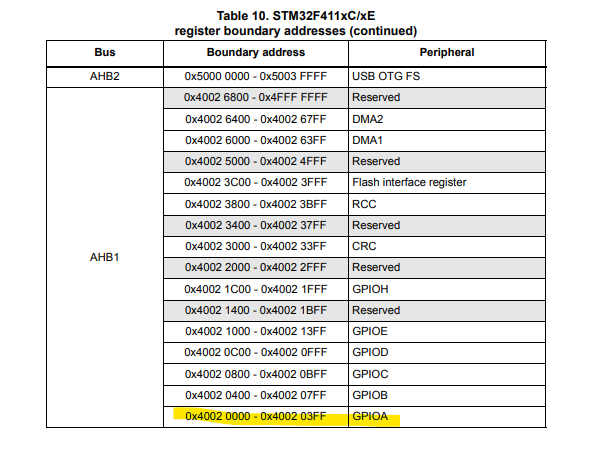 Table 10. STM32F411xC/xE
register boundary addresses (continued)
Bus Boundary address Peripheral
AHB2 0x5000 0000 - 0x5003 FFFF USB OTG FS
0x4002 6800 - 0x4FFF FFFF Reserved
0x4002 6400 - 0x4002 67FF DMA2
0x4002 6000 - 0x4002 63FF DMA1
0x4002 5000 - 0x4002 4FFF Reserved
0x4002 3C00 - 0x4002 3FFF Flash interface register
0x4002 3800 - 0x4002 3BFF RCC
0x4002 3400 - 0x4002 37FF Reserved
0x4002 3000 - 0x4002 33FF CRC
AHB1
0x4002 2000 - 0x4002 2FFF Reserved
0x4002 1C00 - 0x4002 1FFF GPIOH
0x4002 1400 - 0x4002 1BFF Reserved
0x4002 1000 - 0x4002 13FF GPIOE
0x4002 0C00 - 0x4002 0FFF GPIOD
0x4002 0800 - 0x4002 0BFF GPIOC
0x4002 0400 - 0x4002 07FF GPIOB
0x4002 0000 - 0x4002 03FF GPIOA